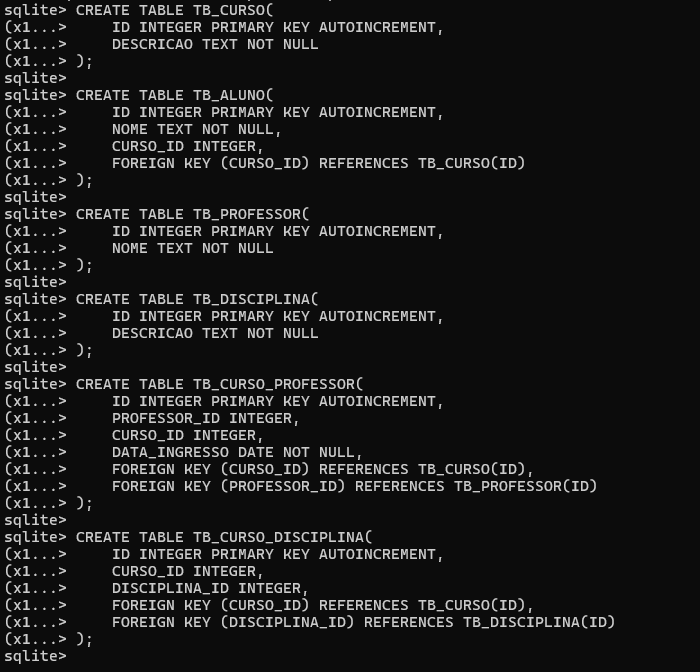 sqlite> CREATE TABLE TB_CURSO(
(x1...>     ID INTEGER PRIMARY KEY AUTOINCREMENT,
(x1...>     DESCRICAO TEXT NOT NULL
(x1...> );
sqlite>
sqlite> CREATE TABLE TB_ALUNO(
(x1...>     ID INTEGER PRIMARY KEY AUTOINCREMENT,
(x1...>     NOME TEXT NOT NULL,
(x1...>     CURSO_ID INTEGER,
(x1...>     FOREIGN KEY (CURSO_ID) REFERENCES TB_CURSO(ID)
(x1...> );
sqlite>
sqlite> CREATE TABLE TB_PROFESSOR(
(x1...>     ID INTEGER PRIMARY KEY AUTOINCREMENT,
(x1...>     NOME TEXT NOT NULL
(x1...> );
sqlite>
sqlite> CREATE TABLE TB_DISCIPLINA(
(x1...>     ID INTEGER PRIMARY KEY AUTOINCREMENT,
(x1...>     DESCRICAO TEXT NOT NULL
(x1...> );
sqlite>
sqlite> CREATE TABLE TB_CURSO_PROFESSOR(
(x1...>     ID INTEGER PRIMARY KEY AUTOINCREMENT,
(x1...>     PROFESSOR_ID INTEGER,
(x1...>     CURSO_ID INTEGER,
(x1...>     DATA_INGRESSO DATE NOT NULL,
(x1...>     FOREIGN KEY (CURSO_ID) REFERENCES TB_CURSO(ID),
(x1...>     FOREIGN KEY (PROFESSOR_ID) REFERENCES TB_PROFESSOR(ID)
(x1...> );
sqlite>
sqlite> CREATE TABLE TB_CURSO_DISCIPLINA(
(x1...>     ID INTEGER PRIMARY KEY AUTOINCREMENT,
(x1...>     CURSO_ID INTEGER,
(x1...>     DISCIPLINA_ID INTEGER,
(x1...>     FOREIGN KEY (CURSO_ID) REFERENCES TB_CURSO(ID),
(x1...>     FOREIGN KEY (DISCIPLINA_ID) REFERENCES TB_DISCIPLINA(ID)
(x1...> );
sqlite>